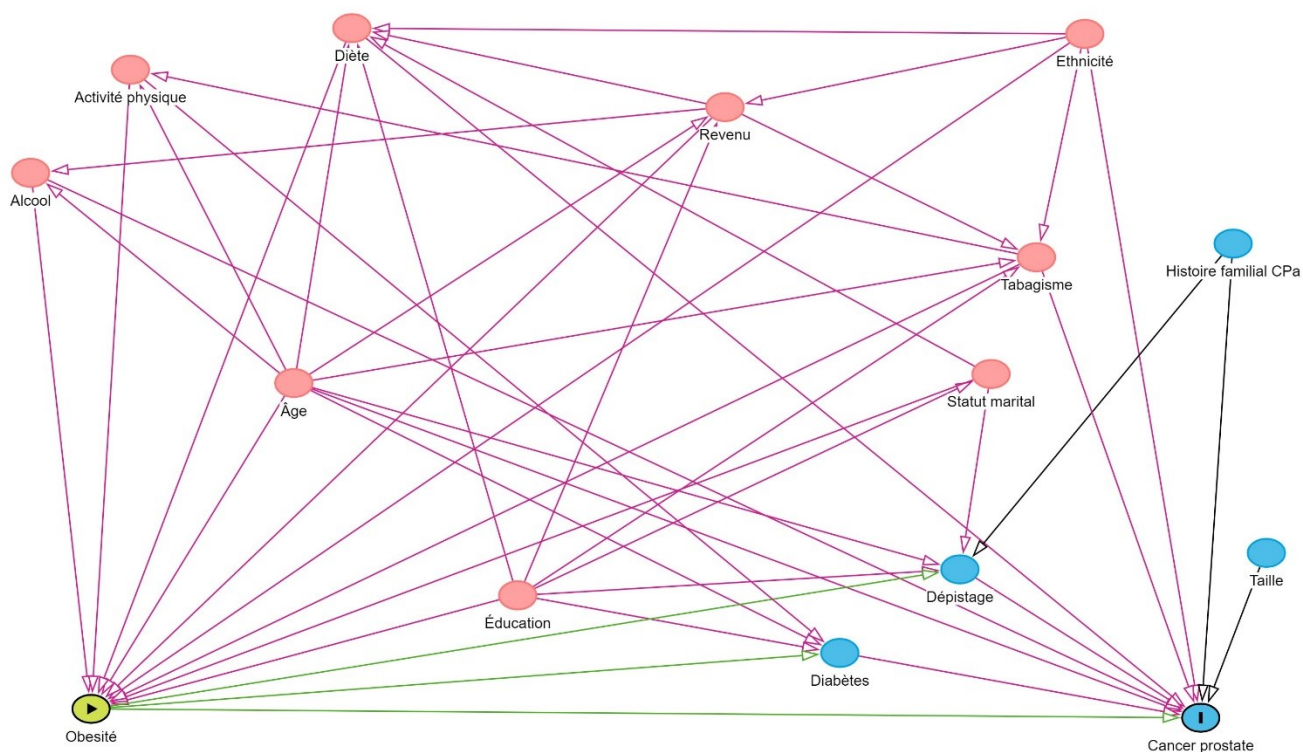 Diète
Ethnicité
Activité physique
Revenu
Alcool
Histoire familial CPa
Tabagisme
Âge
Statut marital
Taille
Dépistage
Éducation
Diabètes
Obesité
Cancer prostate